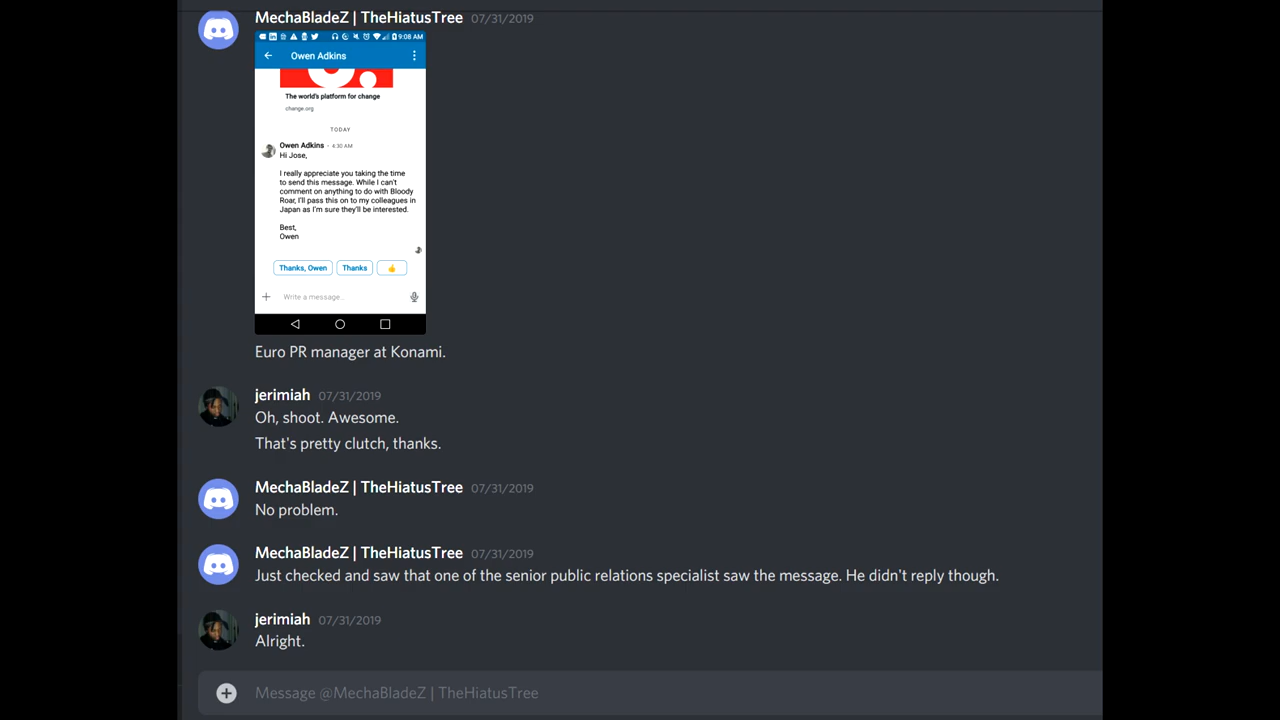 MechaBladeZ | TheHiatusTree 07/31/2019
9:08 AM
Owen Adkins
The world's platform for change
change.org
TODAY
Owen Adkins • 4:30 AM
Hi Jose,
I really appreciate you taking the time
to send this message. While I can't
comment on anything to do with Bloody
Roar, I'll pass this on to my colleagues in
Japan as I'm sure they'll be interested.
Best,
Owen
Thanks, Owen Thanks 👍
Write a message...
Euro PR manager at Konami.
jerimiah 07/31/2019
Oh, shoot. Awesome.
That's pretty clutch, thanks.
MechaBladeZ | TheHiatusTree 07/31/2019
No problem.
MechaBladeZ | TheHiatusTree 07/31/2019
Just checked and saw that one of the senior public relations specialist saw the message. He didn't reply though.
jerimiah 07/31/2019
Alright.
Message @MechaBladeZ | TheHiatusTree